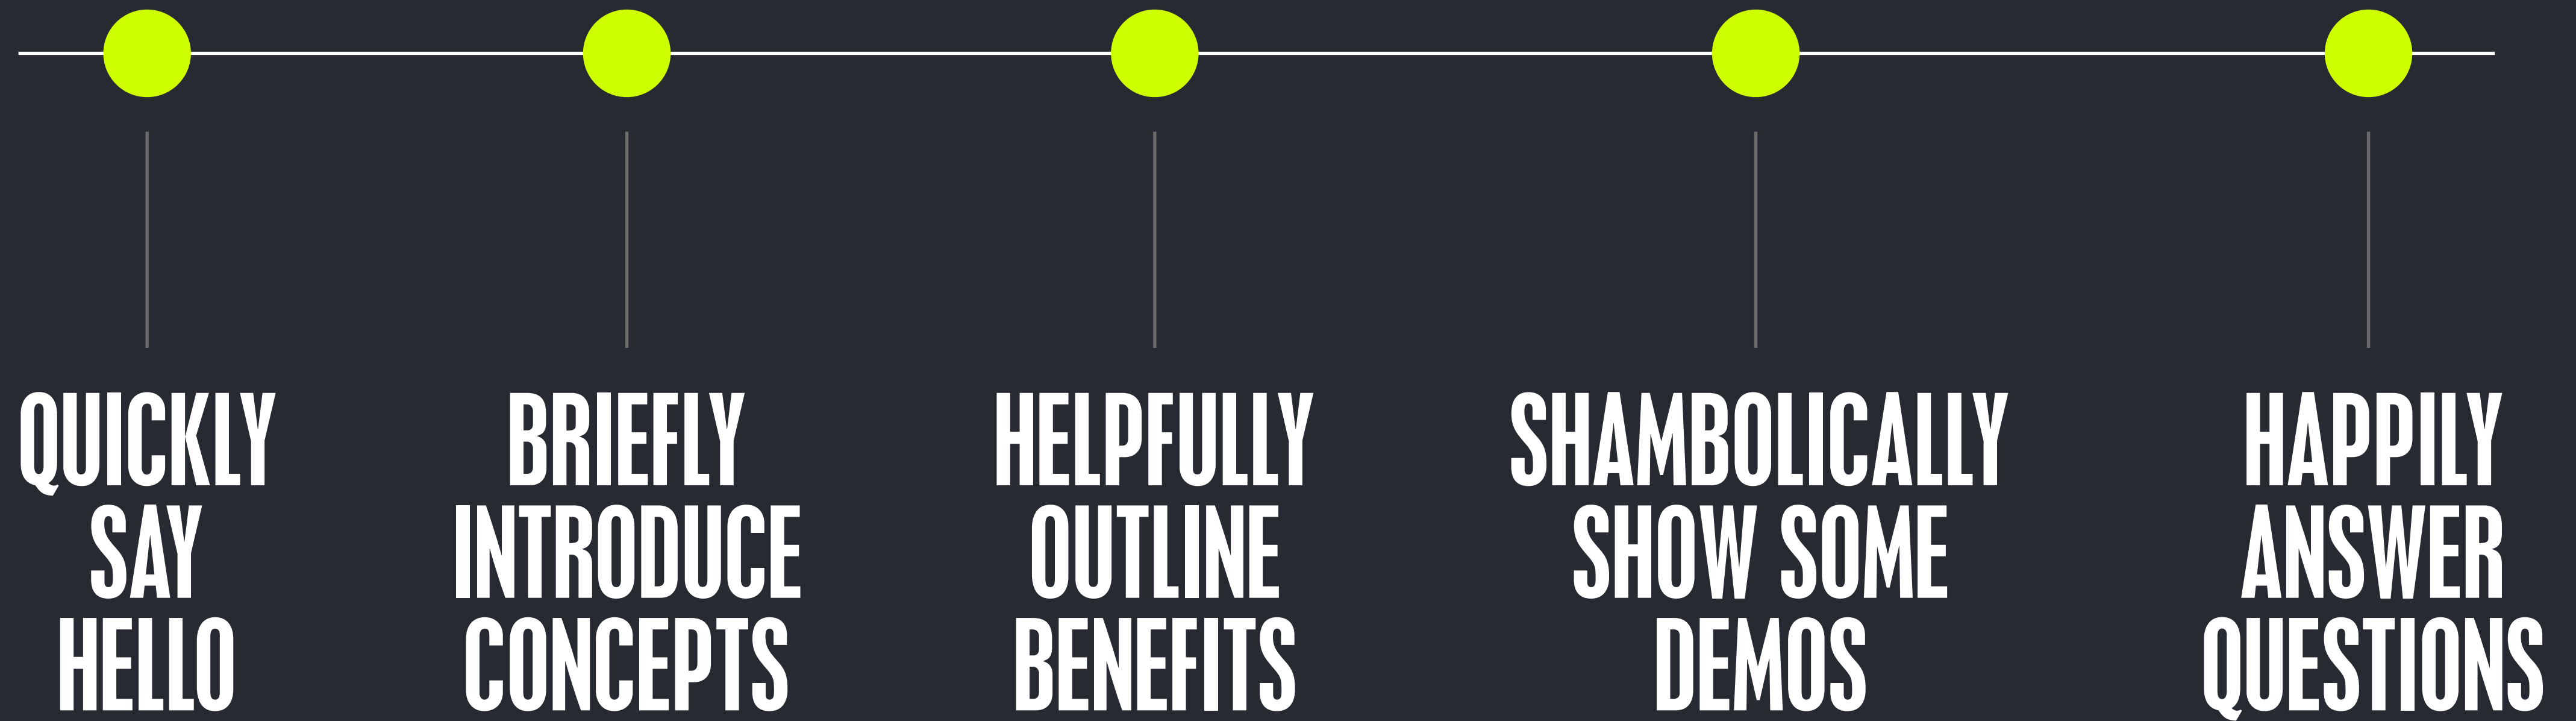 QUICKLY
SAY
HELLO
BRIEFLY
INTRODUCE
CONCEPTS
HELPFULLY
OUTLINE
BENEFITS
SHAMBOLICALLY
SHOW SOME
DEMOS
HAPPILY
ANSWER
QUESTIONS